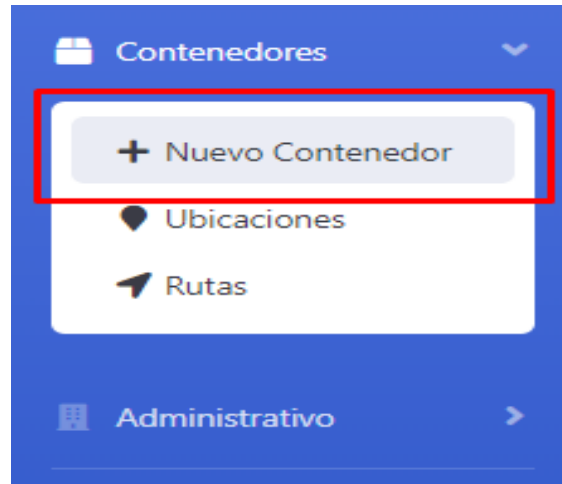 Contenedores
Nuevo Contenedor
Ubicaciones
Rutas
Administrativo